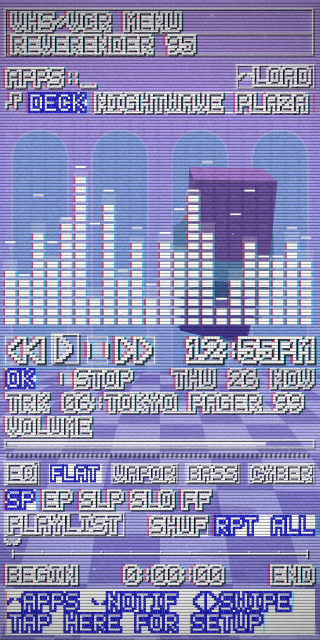 VHS/VCR MENU
REWERENDER '95
APPS::_ LOAD
DECK NIGHTWAVE PLAZA
12:55PM
OK STOP THU 26 NOV
TRK 03:TOKYO PAGER '99
VOLUME
EQ FLAT VAPOR BASS CYBER
SP EP SLP SLO FF
PLAYLIST SHUF RPT ALL
BEGIN 0:00:00 END
APPS NOTIF SWIPE
TAP HERE FOR SETUP